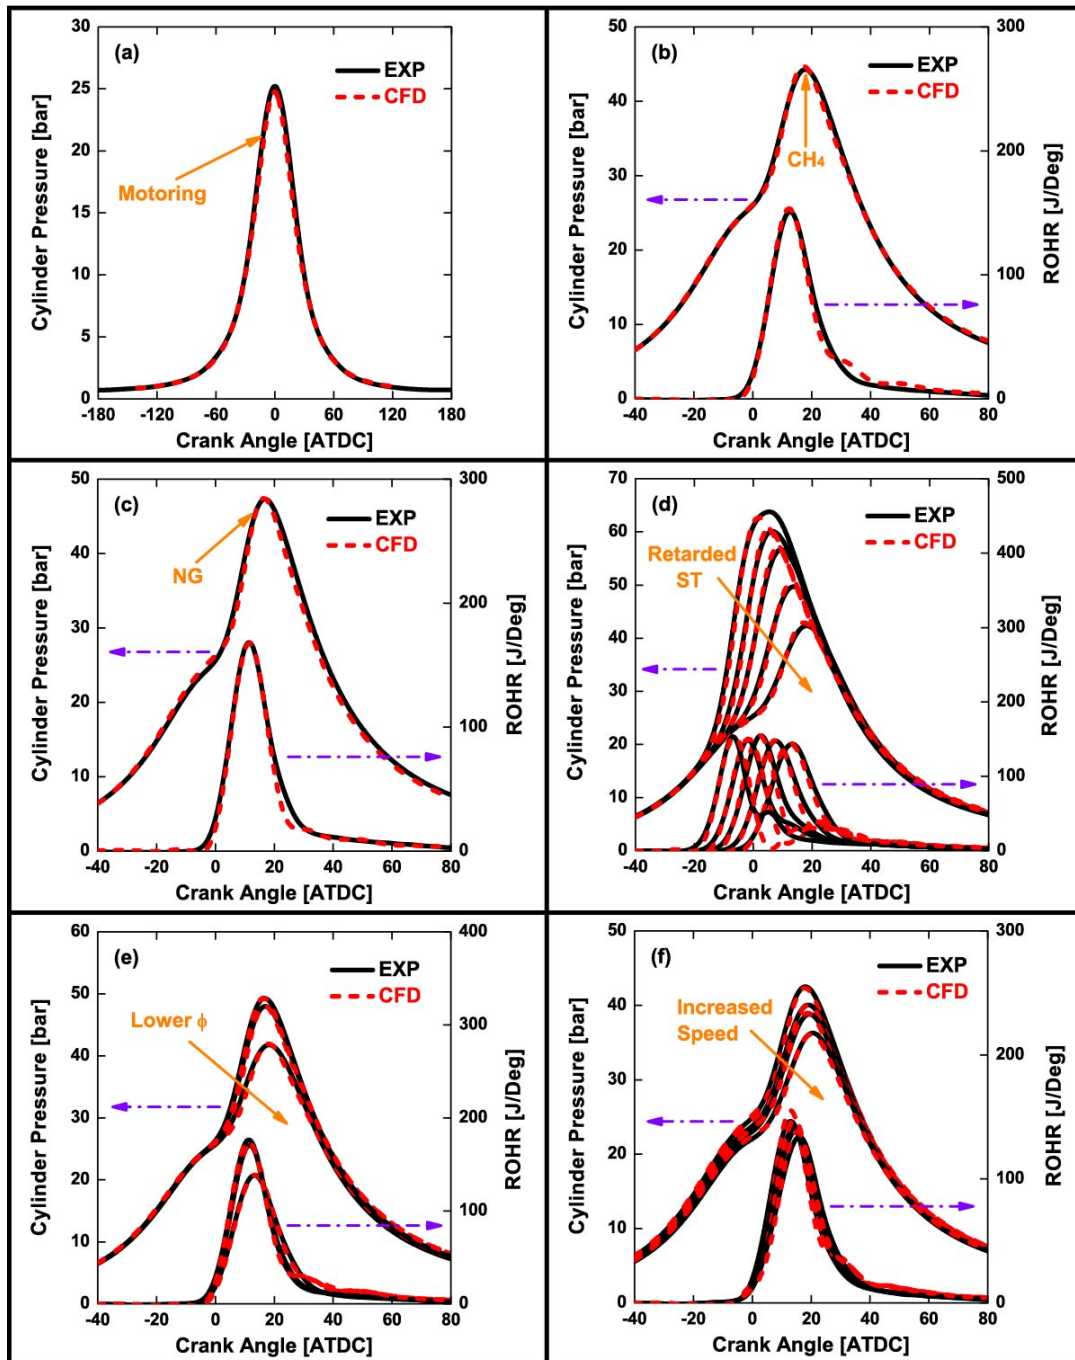 (a)
EXP
CFD
Motoring
Cylinder Pressure [bar]
30
25
20
15
10
5
0
-180 -120 -60 0 60 120 180
Crank Angle [ATDC]
(b)
EXP
CFD
CH₄
Cylinder Pressure [bar]
50
40
30
20
10
0
ROHR [J/Deg]
300
200
100
0
-40 -20 0 20 40 60 80
Crank Angle [ATDC]
(c)
EXP
CFD
NG
Cylinder Pressure [bar]
50
40
30
20
10
0
ROHR [J/Deg]
300
200
100
0
-40 -20 0 20 40 60 80
Crank Angle [ATDC]
(d)
EXP
CFD
Retarded
ST
Cylinder Pressure [bar]
70
60
50
40
30
20
10
0
ROHR [J/Deg]
500
400
300
200
100
0
-40 -20 0 20 40 60 80
Crank Angle [ATDC]
(e)
EXP
CFD
Lower ϕ
Cylinder Pressure [bar]
60
50
40
30
20
10
0
ROHR [J/Deg]
400
300
200
100
0
-40 -20 0 20 40 60 80
Crank Angle [ATDC]
(f)
EXP
CFD
Increased
Speed
Cylinder Pressure [bar]
50
40
30
20
10
0
ROHR [J/Deg]
300
200
100
0
-40 -20 0 20 40 60 80
Crank Angle [ATDC]